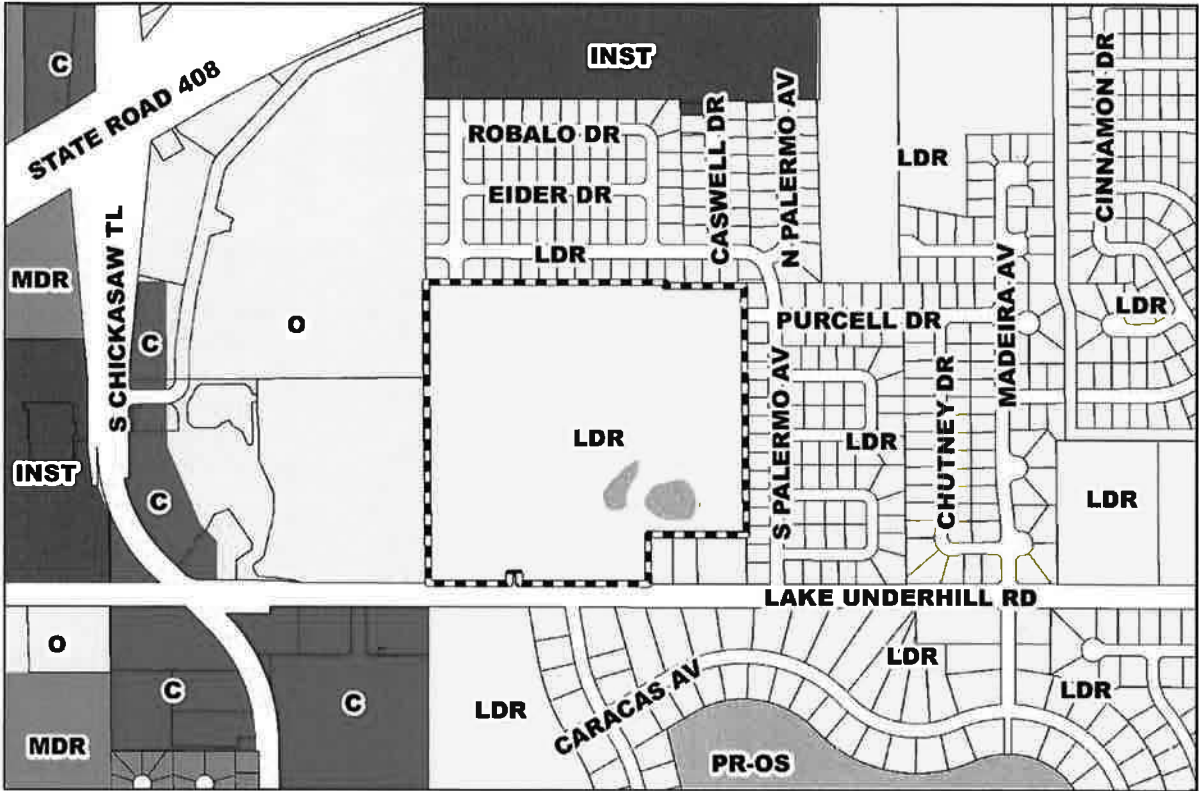 C
INST
STATE ROAD 408
ROBALO DR
CASWELL DR
N PALERMO AV
CINNAMON DR
LDR
EIDER DR
S CHICKASAW TL
LDR
MDR
O
C
PURCELL DR
MADEIRA AV
LDR
S PALERMO AV
CHUTNEY DR
LDR
LDR
INST
C
LDR
LAKE UNDERHILL RD
O
C
C
LDR
CARACAS AV
LDR
LDR
MDR
PR-OS